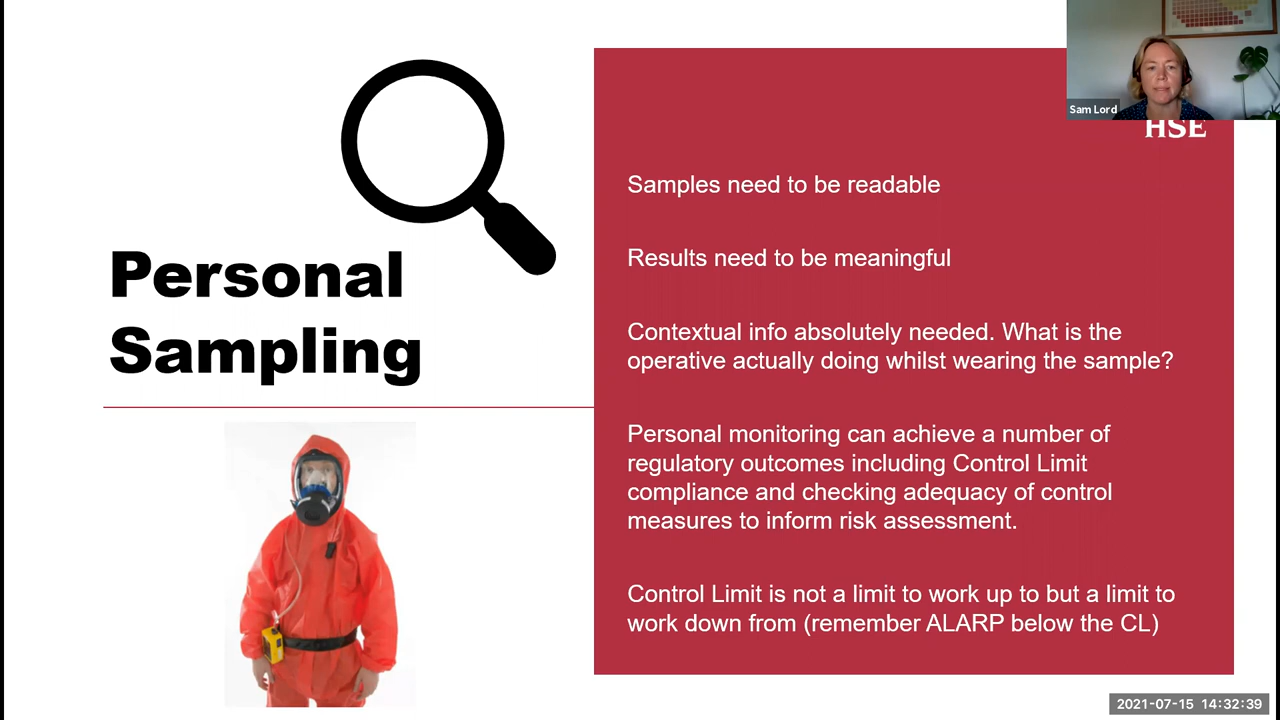 Sam Lord
HSE
Personal
Sampling
Samples need to be readable
Results need to be meaningful
Contextual info absolutely needed. What is the
operative actually doing whilst wearing the sample?
Personal monitoring can achieve a number of
regulatory outcomes including Control Limit
compliance and checking adequacy of control
measures to inform risk assessment.
Control Limit is not a limit to work up to but a limit to
work down from (remember ALARP below the CL)
2021-07-15 14:32:39